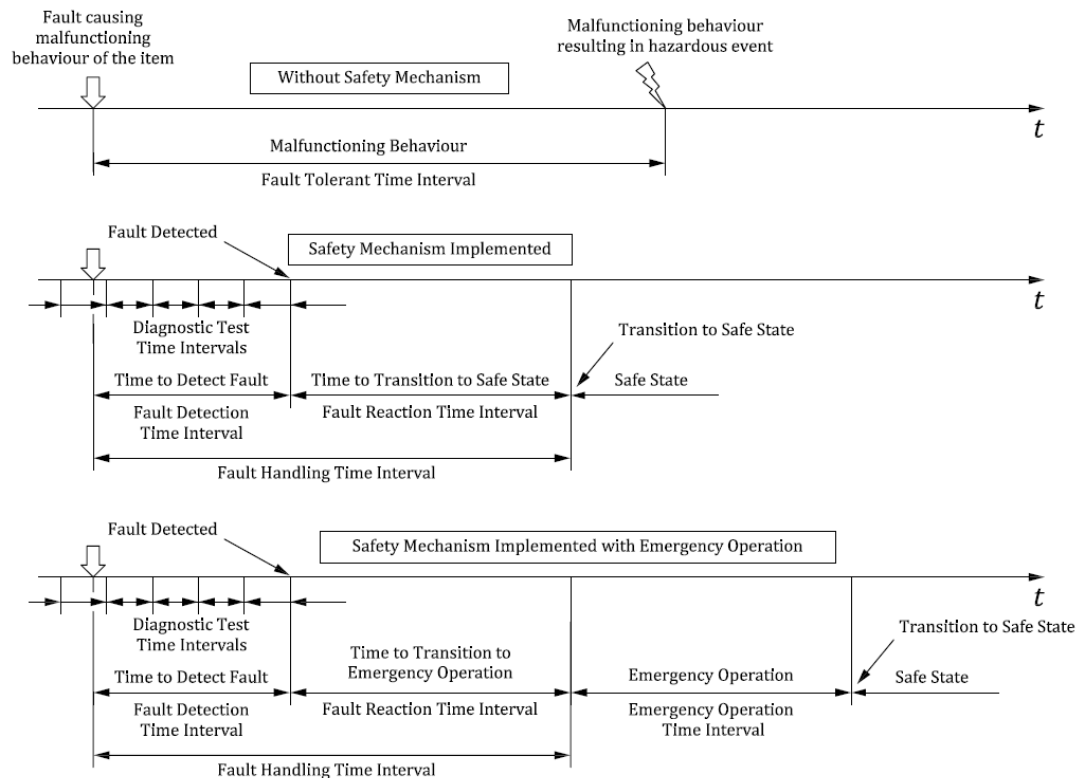 Fault causing
malfunctioning
behaviour of the item
Malfunctioning behaviour
resulting in hazardous event
Without Safety Mechanism
t
Malfunctioning Behaviour
Fault Tolerant Time Interval
Fault Detected
Safety Mechanism Implemented
t
Diagnostic Test
Time Intervals
Transition to Safe State
Time to Detect Fault
Time to Transition to Safe State
Safe State
Fault Detection
Time Interval
Fault Reaction Time Interval
Fault Handling Time Interval
Fault Detected
Safety Mechanism Implemented with Emergency Operation
t
Diagnostic Test
Time Intervals
Transition to Safe State
Time to Detect Fault
Time to Transition to
Emergency Operation
Emergency Operation
Safe State
Fault Detection
Time Interval
Fault Reaction Time Interval
Emergency Operation
Time Interval
Fault Handling Time Interval